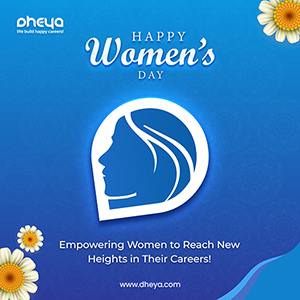 Dheya
We build happy careers!
HAPPY
Women's
DAY
Empowering Women to Reach New
Heights in Their Careers!
www.dheya.com